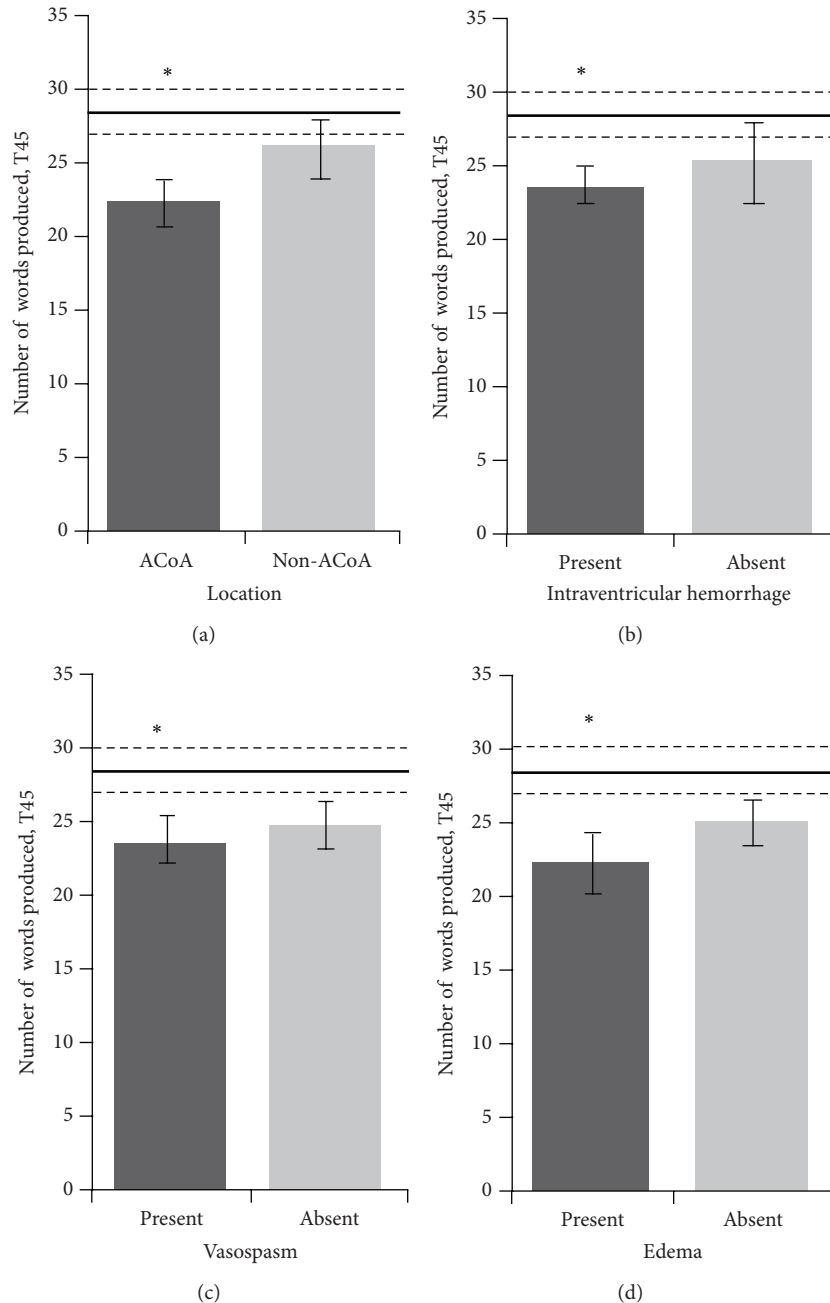 35
30
25
20
15
10
5
0
Number of words produced, T45
*
ACoA Non-ACoA
Location
(a)
35
30
25
20
15
10
5
0
Number of words produced, T45
*
Present Absent
Intraventricular hemorrhage
(b)
35
30
25
20
15
10
5
0
Number of words produced, T45
*
Present Absent
Vasospasm
(c)
35
30
25
20
15
10
5
0
Number of words produced, T45
*
Present Absent
Edema
(d)